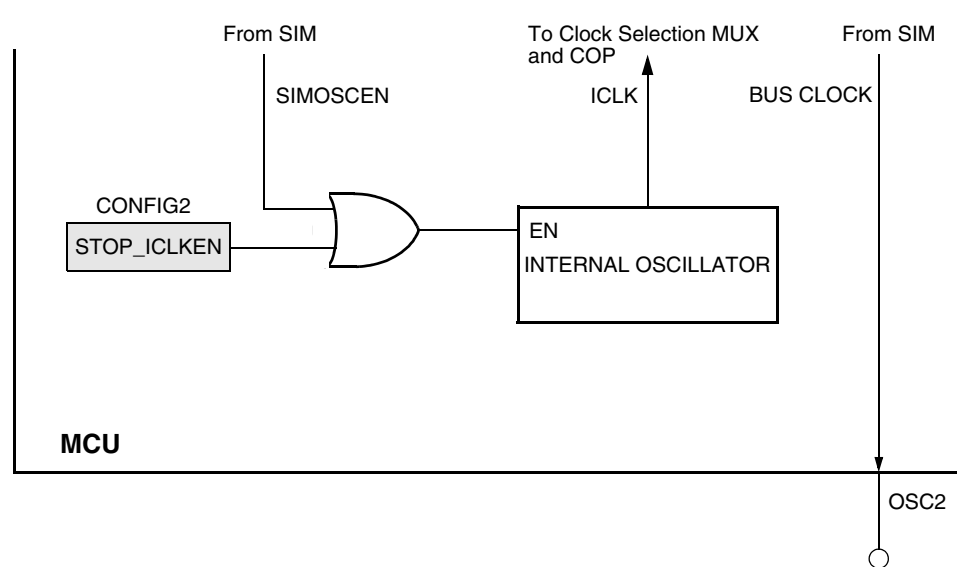 From SIM
To Clock Selection MUX
and COP
From SIM
SIMOSCEN
ICLK
BUS CLOCK
CONFIG2
STOP_ICLKEN
EN
INTERNAL OSCILLATOR
MCU
OSC2